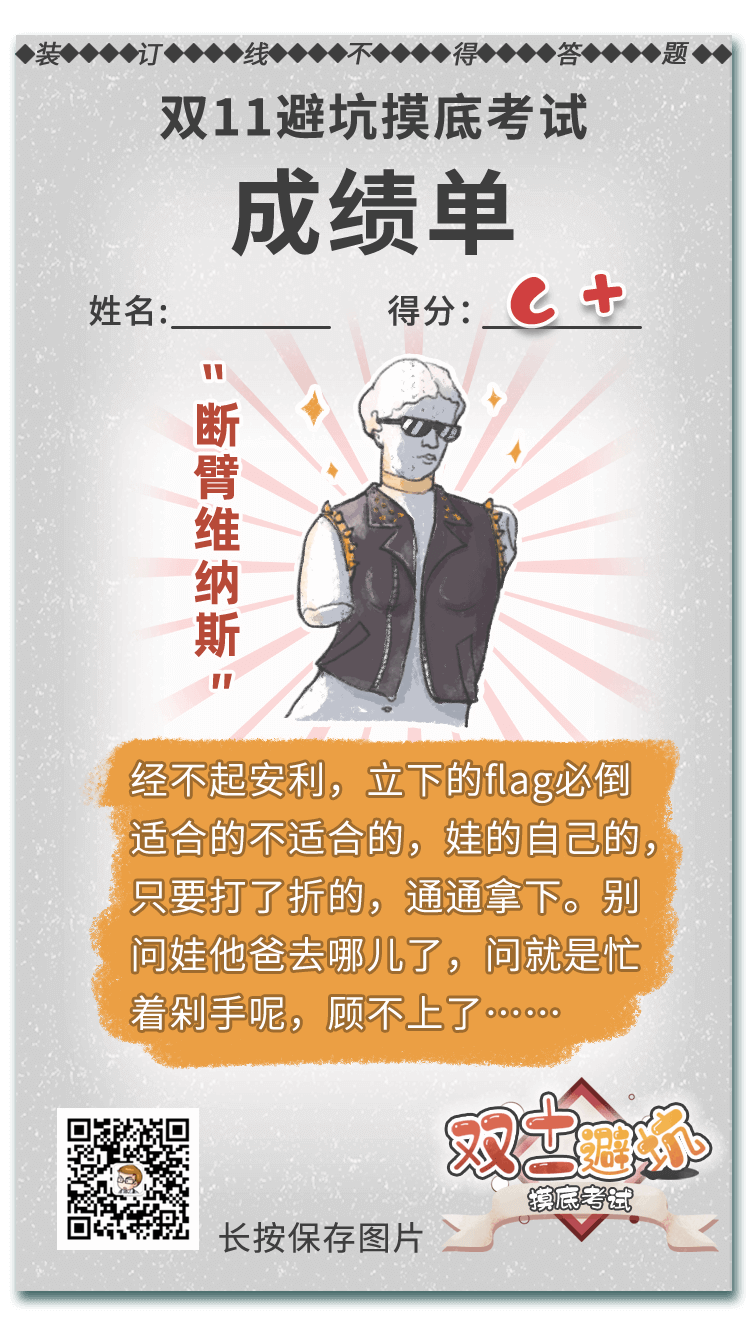 装订线不得答题
双11避坑摸底考试
成绩单
姓名:
得分：
C +
"断臂维纳斯"
经不起安利，立下的flag必倒
适合的不适合的，娃的自己的，
只要打了折的，通通拿下。别
问娃他爸去哪儿了，问就是忙
着剁手呢，顾不上了……
双十一避坑
摸底考试
长按保存图片